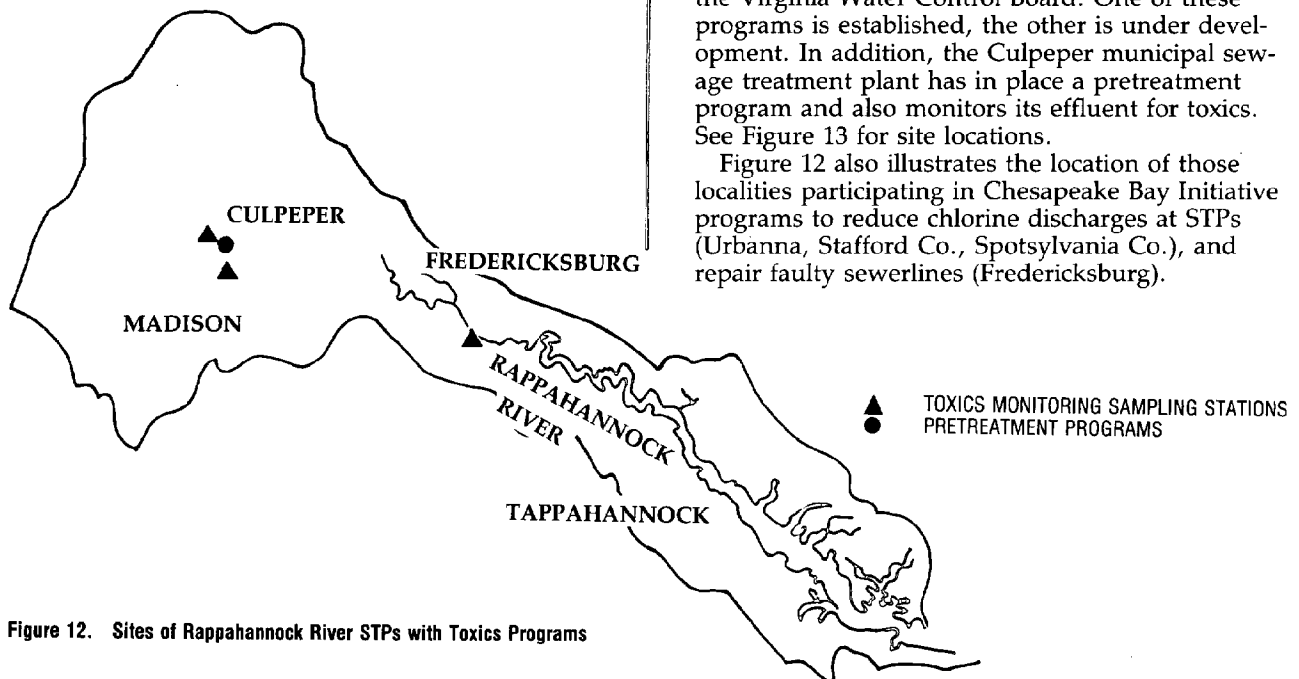 the Virginia Water Control Board. One of these
programs is established, the other is under devel-
opment. In addition, the Culpeper municipal sew-
age treatment plant has in place a pretreatment
program and also monitors its effluent for toxics.
See Figure 13 for site locations.
Figure 12 also illustrates the location of those
localities participating in Chesapeake Bay Initiative
programs to reduce chlorine discharges at STPs
(Urbanna, Stafford Co., Spotsylvania Co.), and
repair faulty sewerlines (Fredericksburg).
CULPEPER
FREDERICKSBURG
MADISON
RAPPAHANNOCK
RIVER
TAPPAHANNOCK
TOXICS MONITORING SAMPLING STATIONS
PRETREATMENT PROGRAMS
Figure 12. Sites of Rappahannock River STPs with Toxics Programs